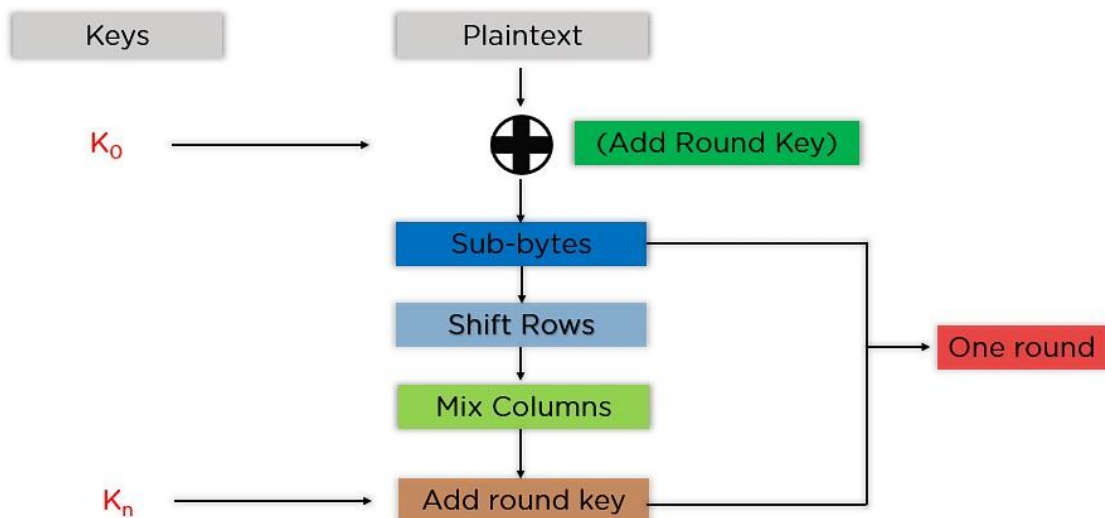 Keys
Plaintext
K₀
(Add Round Key)
Sub-bytes
Shift Rows
One round
Mix Columns
Kₙ
Add round key